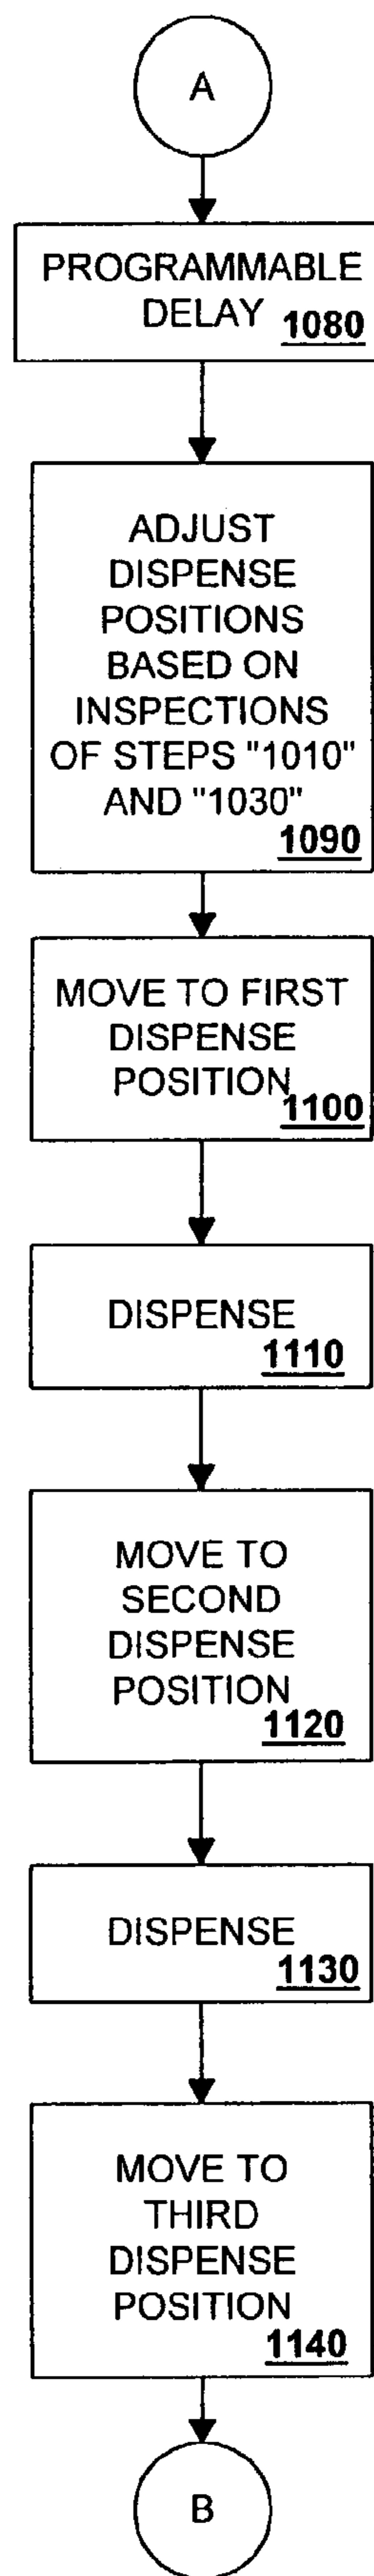 A
PROGRAMMABLE
DELAY 1080
ADJUST
DISPENSE
POSITIONS
BASED ON
INSPECTIONS
OF STEPS "1010"
AND "1030"
1090
MOVE TO FIRST
DISPENSE
POSITION
1100
DISPENSE
1110
MOVE TO
SECOND
DISPENSE
POSITION
1120
DISPENSE
1130
MOVE TO
THIRD
DISPENSE
POSITION
1140
B